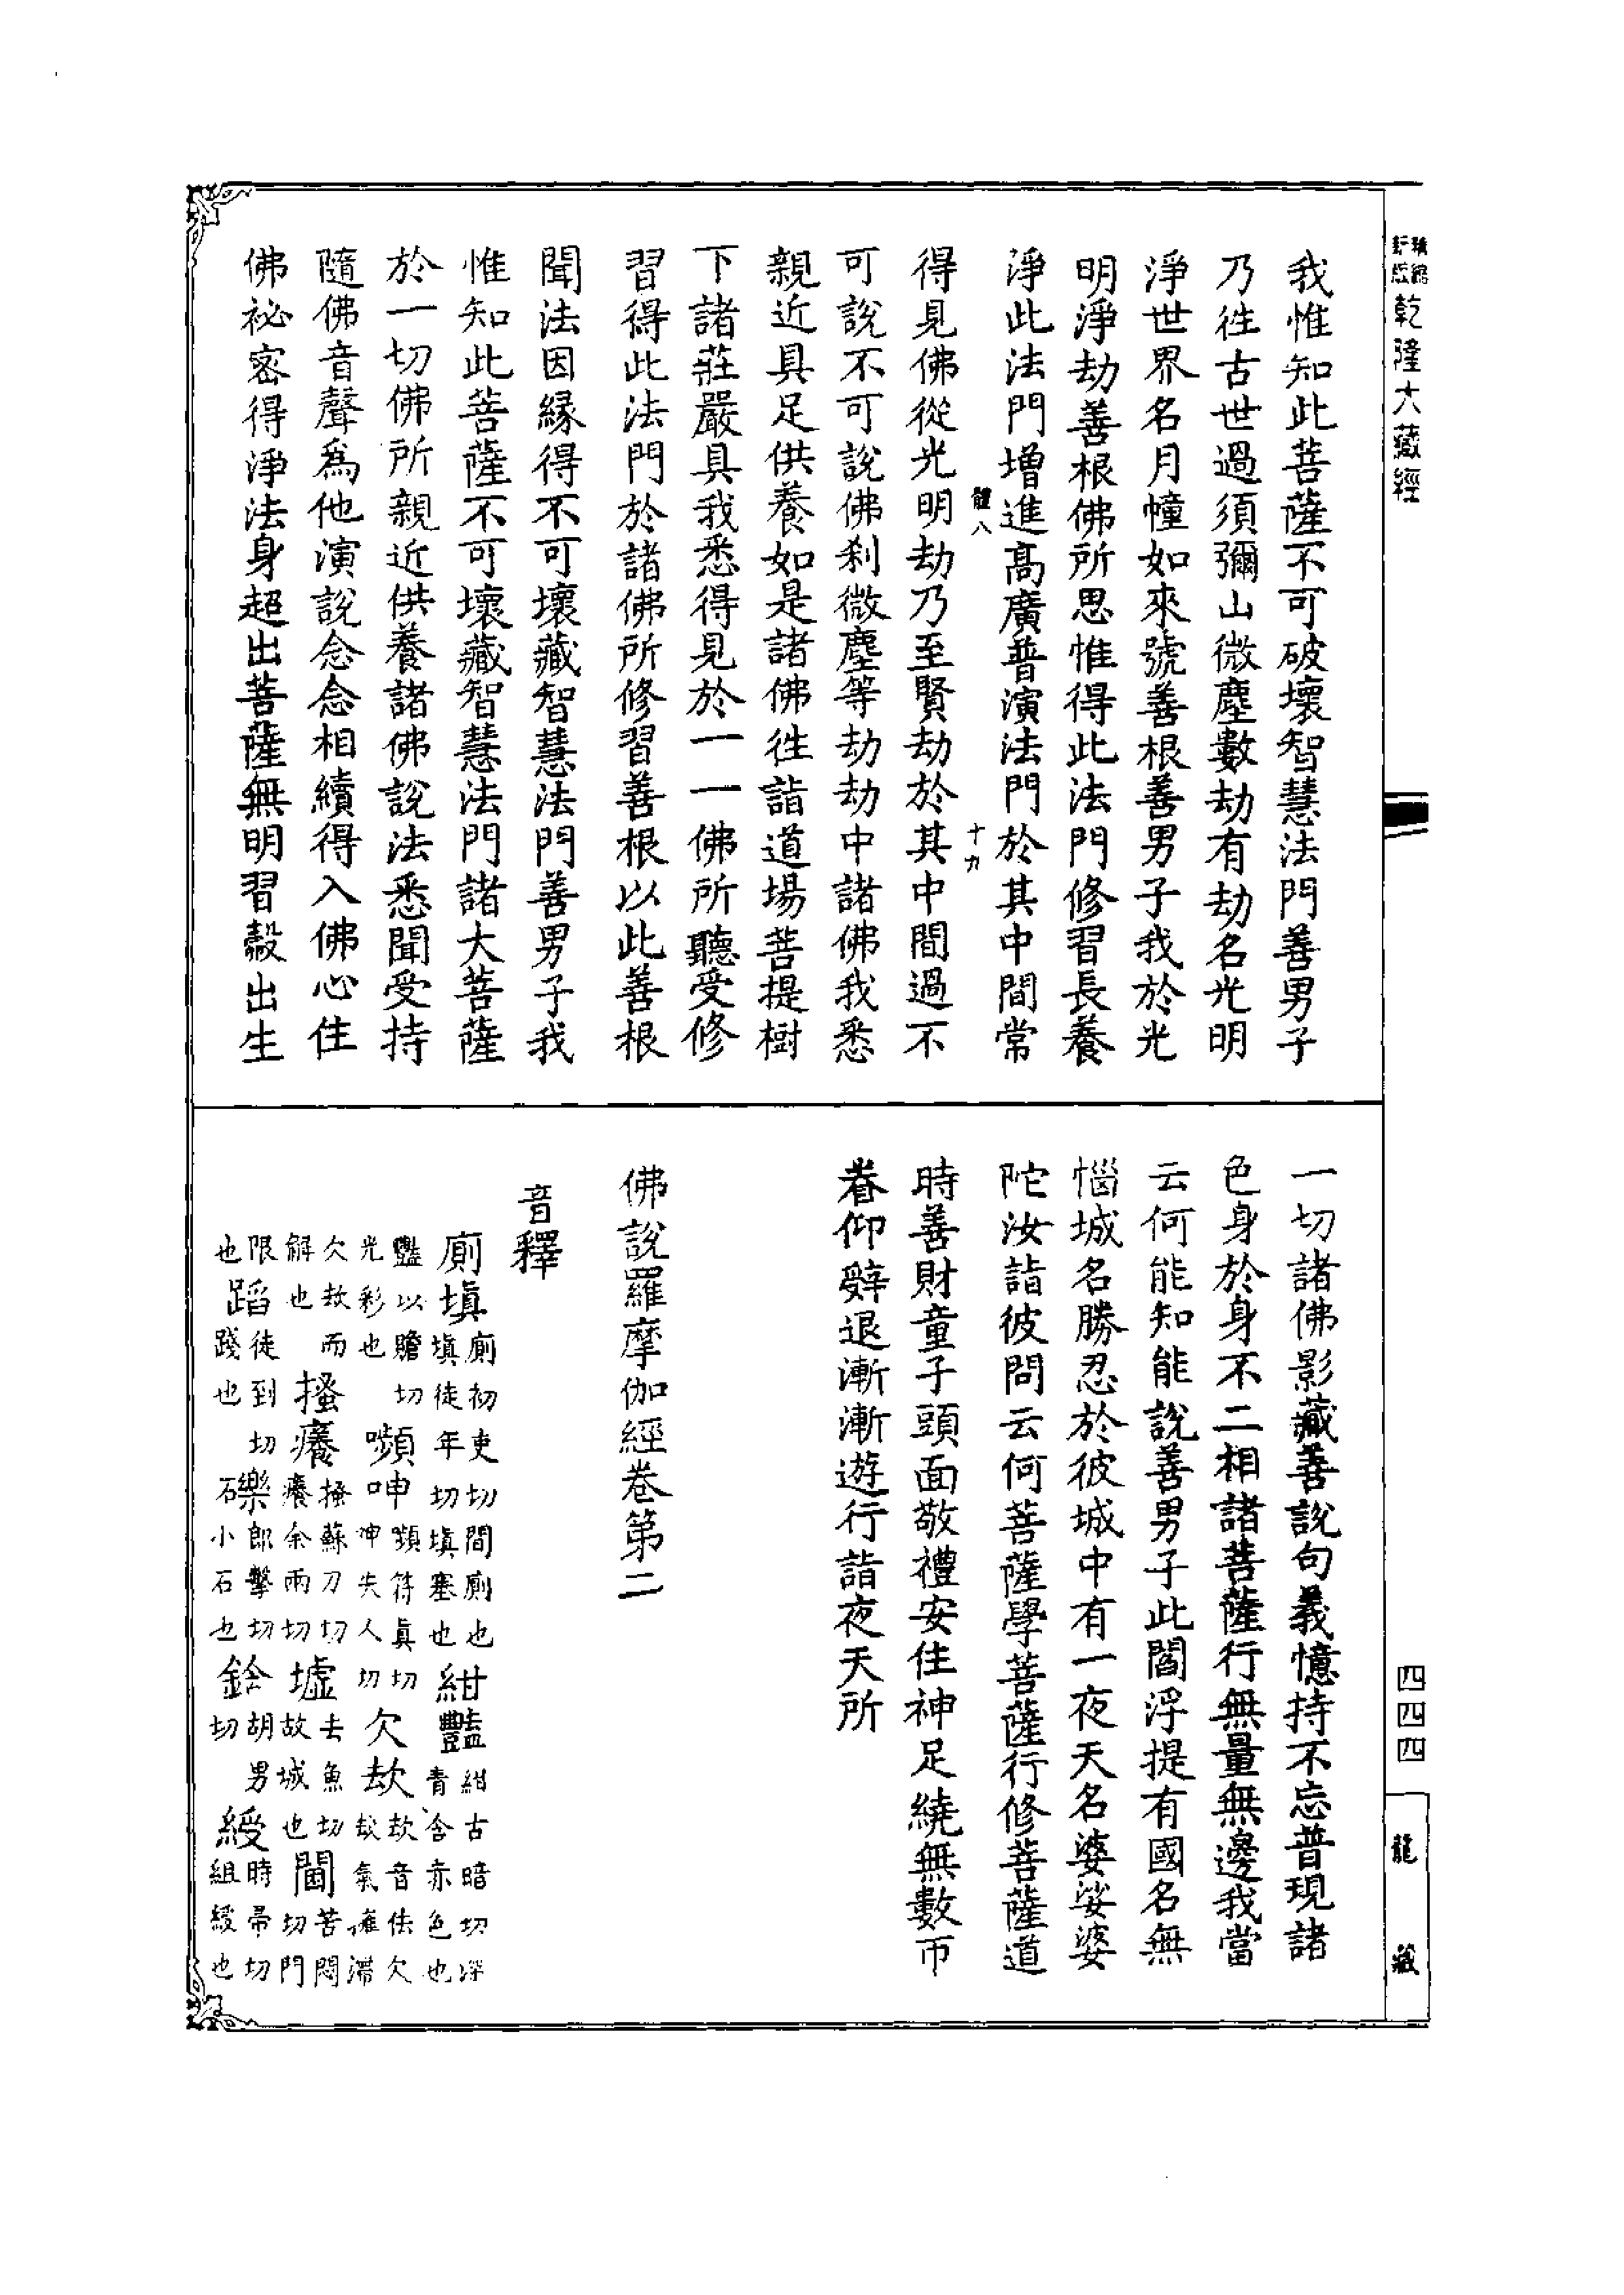 乾隆大藏經
我惟知此菩薩不可破壞智慧法門善男子
乃徃古世過須彌山微塵數劫有劫名光明
淨世界名月幢如來號善根善男子我於光
明淨劫善根佛所思惟得此法門修習長養
淨此法門增進高廣普演法門於其中間常
體八
十九
得見佛從光明劫乃至賢劫於其中間過不
可說不可說佛刹微塵等劫劫中諸佛我悉
親近具足供養如是諸佛徃詣道場菩提樹
下諸莊嚴具我悉得見於一一佛所聽受修
習得此法門於諸佛所修習善根以此善根
聞法因緣得不可壞藏智慧法門善男子我
惟知此菩薩不可壞藏智慧法門諸大菩薩
於一切佛所親近供養諸佛說法悉聞受持
隨佛音聲爲他演說念念相續得入佛心住
佛祕密得淨法身超出菩薩無明習㲉出生
一切諸佛影藏善說句義憶持不忘普現諸
色身於身不二相諸菩薩行無量無邊我當
云何能知能說善男子此閻浮提有國名無
惱城名勝忍於彼城中有一夜天名婆娑婆
陀汝詣彼問云何菩薩學菩薩行修菩薩道
時善財童子頭面敬禮安住神足繞無數帀
眷仰辭退漸漸遊行詣夜天所
佛說羅摩伽經卷第二
音釋
廁塡廁初吏切間廁也塡徒年切塡塞也紺豔紺古暗切深青含赤色也
豔以贍切光彩也嚬呻嚬符眞切呻失人切欠㰦㰦音佉欠㰦氣擁滯
欠㰦而解也搔癢搔蘇刀切癢余兩切墟去魚切故城也閫苦悶切門
限也蹈徒到切踐也礫郎擊切小石也鋡胡男切綬時帚切組綬也
四四四
龍藏